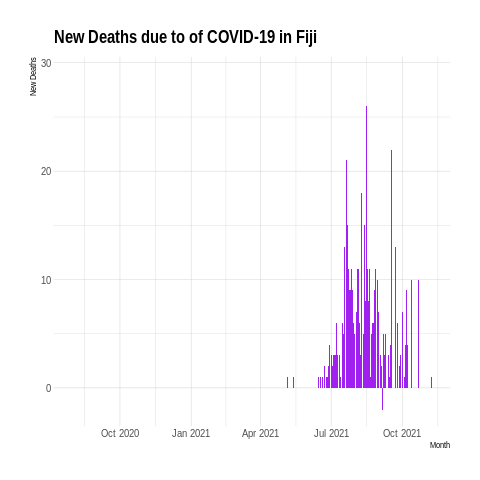 New Deaths due to of COVID-19 in Fiji
New Deaths
30
20
10
0
Oct 2020 Jan 2021 Apr 2021 Jul 2021 Oct 2021
Month